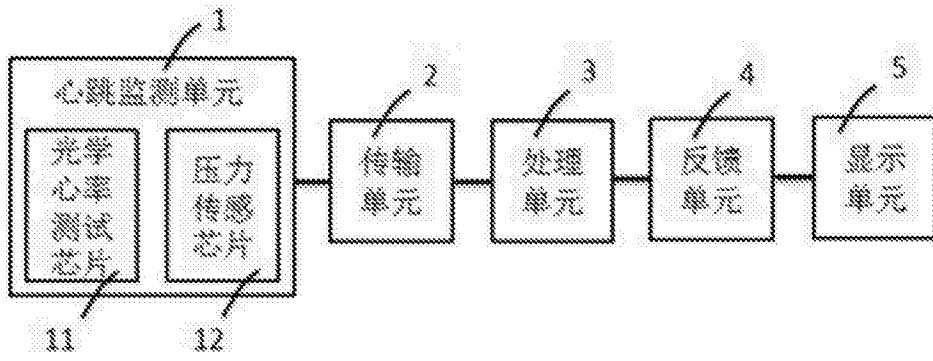 1
心跳监测单元
光学
心率
测试
芯片
压力
传感
芯片
11
12
2
传输
单元
3
处理
单元
4
反馈
单元
5
显示
单元